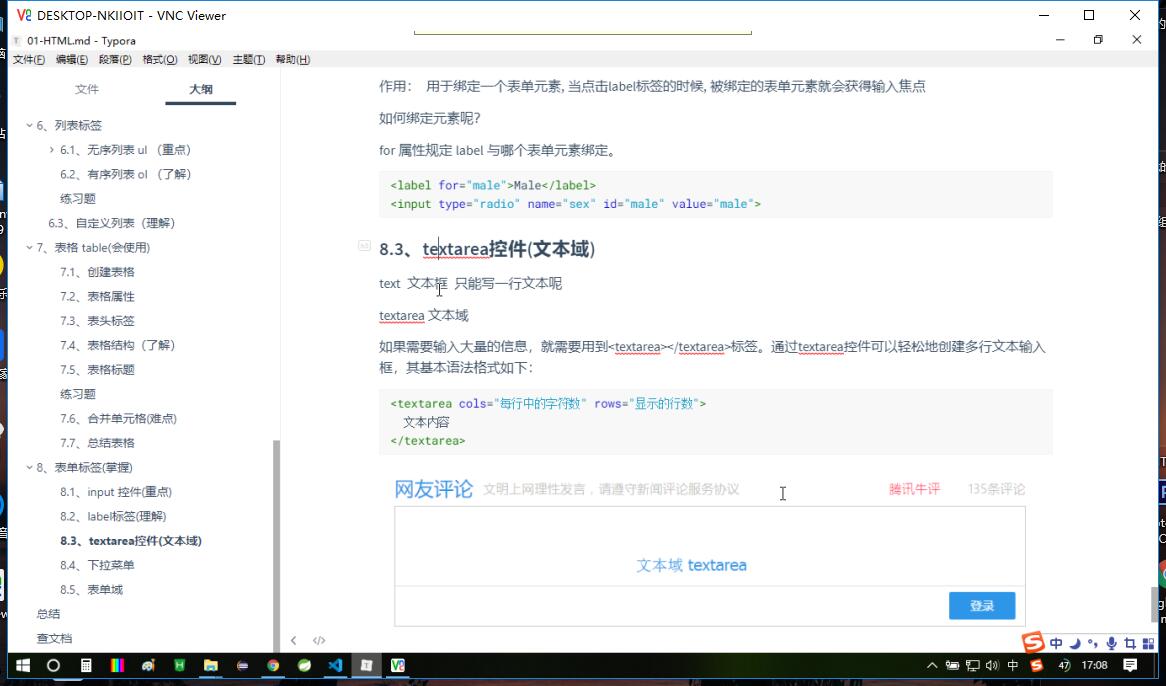 DESKTOP-NKIIOIT - VNC Viewer
01-HTML.md - Typora
文件(F) 编辑(E) 段落(P) 格式(O) 视图(V) 主题(T) 帮助(H)
文件 大纲
6、列表标签
6.1、无序列表 ul （重点）
6.2、有序列表 ol （了解）
练习题
6.3、自定义列表（理解）
7、表格 table(会使用)
7.1、创建表格
7.2、表格属性
7.3、表头标签
7.4、表格结构（了解）
7.5、表格标题
练习题
7.6、合并单元格(难点)
7.7、总结表格
8、表单标签(掌握)
8.1、input 控件(重点)
8.2、label标签(理解)
8.3、textarea控件(文本域)
8.4、下拉菜单
8.5、表单域
总结
查文档
作用： 用于绑定一个表单元素, 当点击label标签的时候, 被绑定的表单元素就会获得输入焦点
如何绑定元素呢？
for 属性规定 label 与哪个表单元素绑定。
<label for="male">Male</label>
<input type="radio" name="sex" id="male" value="male">
h3
8.3、textarea控件(文本域)
text 文本框 只能写一行文本呢
textarea 文本域
如果需要输入大量的信息，就需要用到<textarea></textarea>标签。通过textarea控件可以轻松地创建多行文本输入
框，其基本语法格式如下：
<textarea cols="每行中的字符数" rows="显示的行数">
文本内容
</textarea>
网友评论 文明上网理性发言，请遵守新闻评论服务协议 腾讯牛评 135条评论
文本域 textarea
登录
中
中 47 17:08